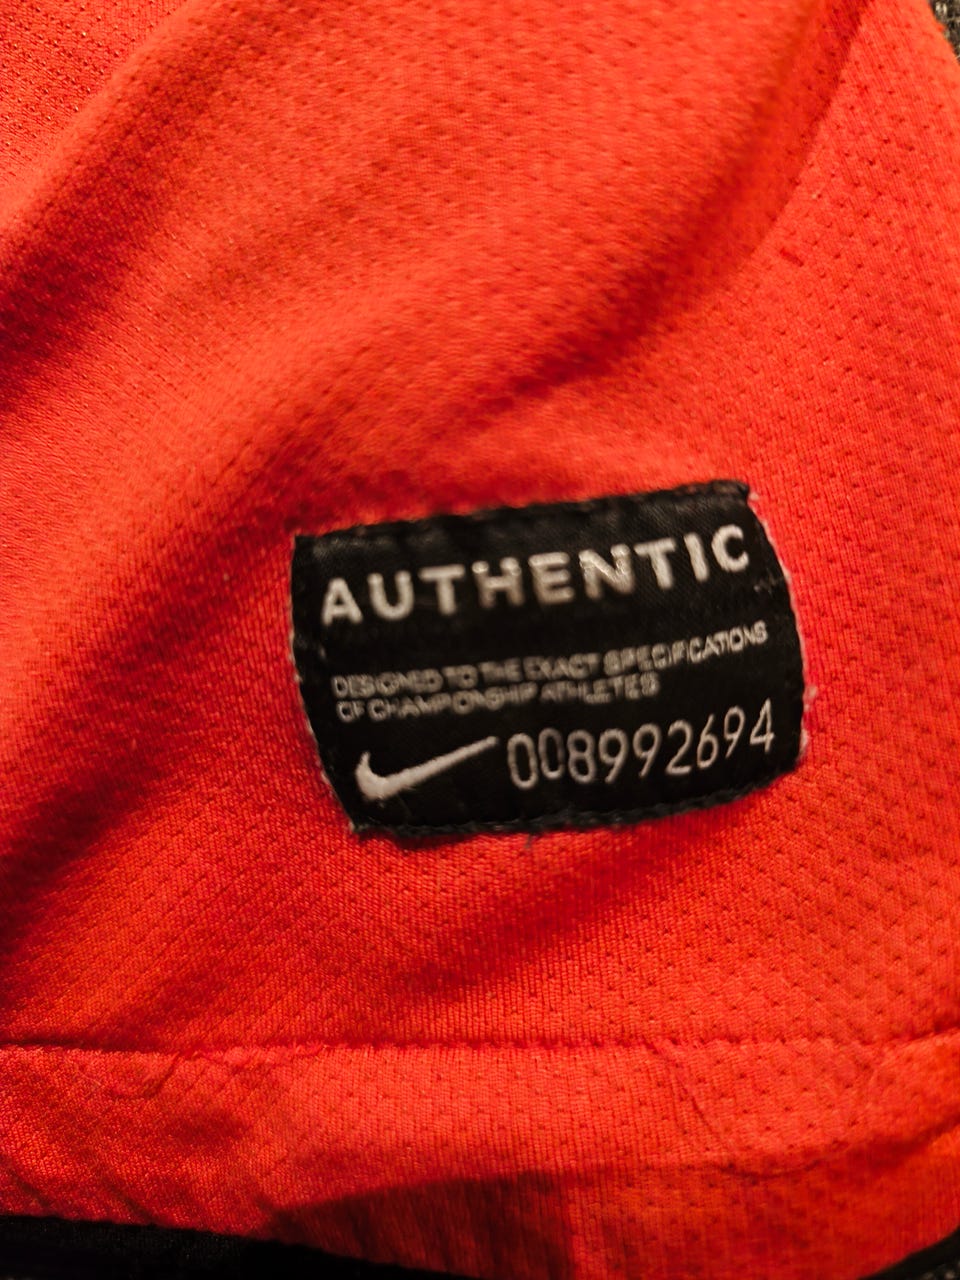 AUTHENTIC
DESIGNED TO THE EXACT SPECIFICATIONS
OF CHAMPIONSHIP ATHLETES
008992694